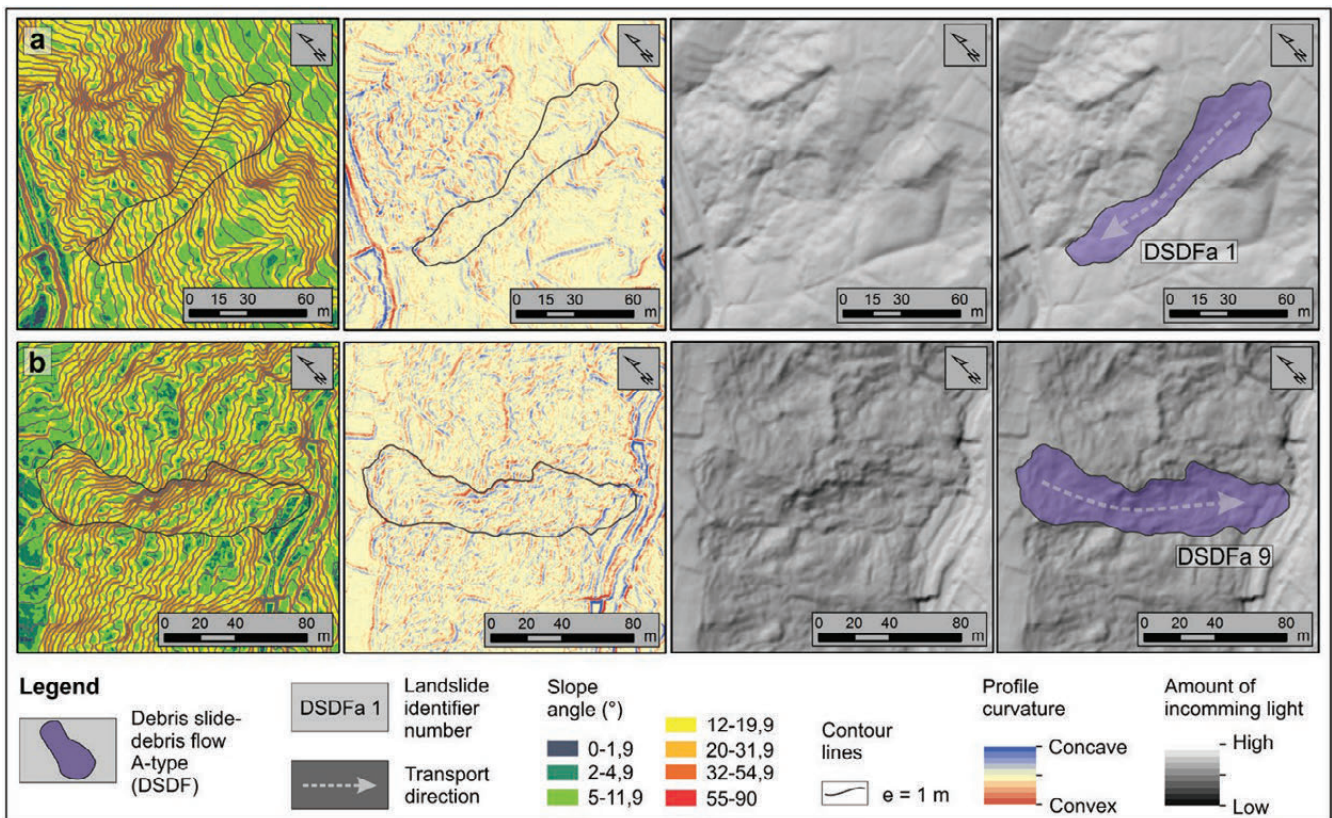 a
N
N
N
N
0 15 30 60
m
0 15 30 60
m
0 15 30 60
m
DSDFa 1
0 15 30 60
m
b
N
N
N
N
0 20 40 80
m
0 20 40 80
m
0 20 40 80
m
DSDFa 9
0 20 40 80
m
Legend
Debris slide-
debris flow
A-type
(DSDF)
DSDFa 1
Landslide
identifier
number
Transport
direction
Slope
angle (°)
0-1,9
2-4,9
5-11,9
12-19,9
20-31,9
32-54,9
55-90
Contour
lines
e = 1 m
Profile
curvature
Concave
Convex
Amount of
incomming light
High
Low